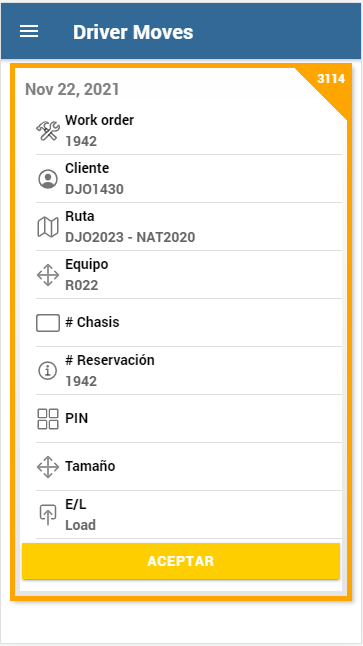 Driver Moves
3114
Nov 22, 2021
Work order
1942
Cliente
DJO1430
Ruta
DJO2023 - NAT2020
Equipo
R022
# Chasis
# Reservación
1942
PIN
Tamaño
E/L
Load
ACEPTAR